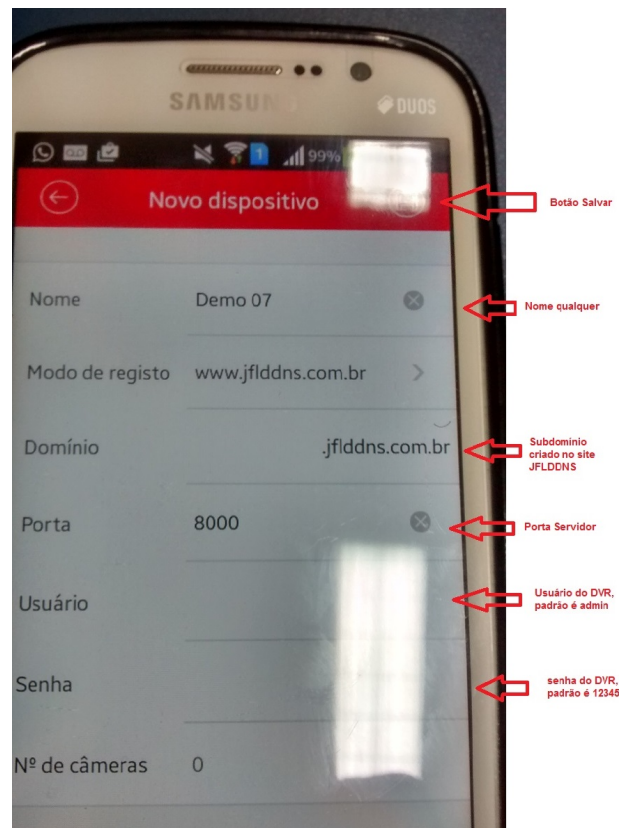 SAMSUN
DUOS
1
99%
Novo dispositivo
Botão Salvar
Nome
Demo 07
Nome qualquer
Modo de registo
www.jflddns.com.br
Domínio
.jflddns.com.br
Subdomínio
criado no site
JFLDDNS
Porta
8000
Porta Servidor
Usuário
Usuário do DVR,
padrão é admin
Senha
senha do DVR,
padrão é 12345
Nº de câmeras
0